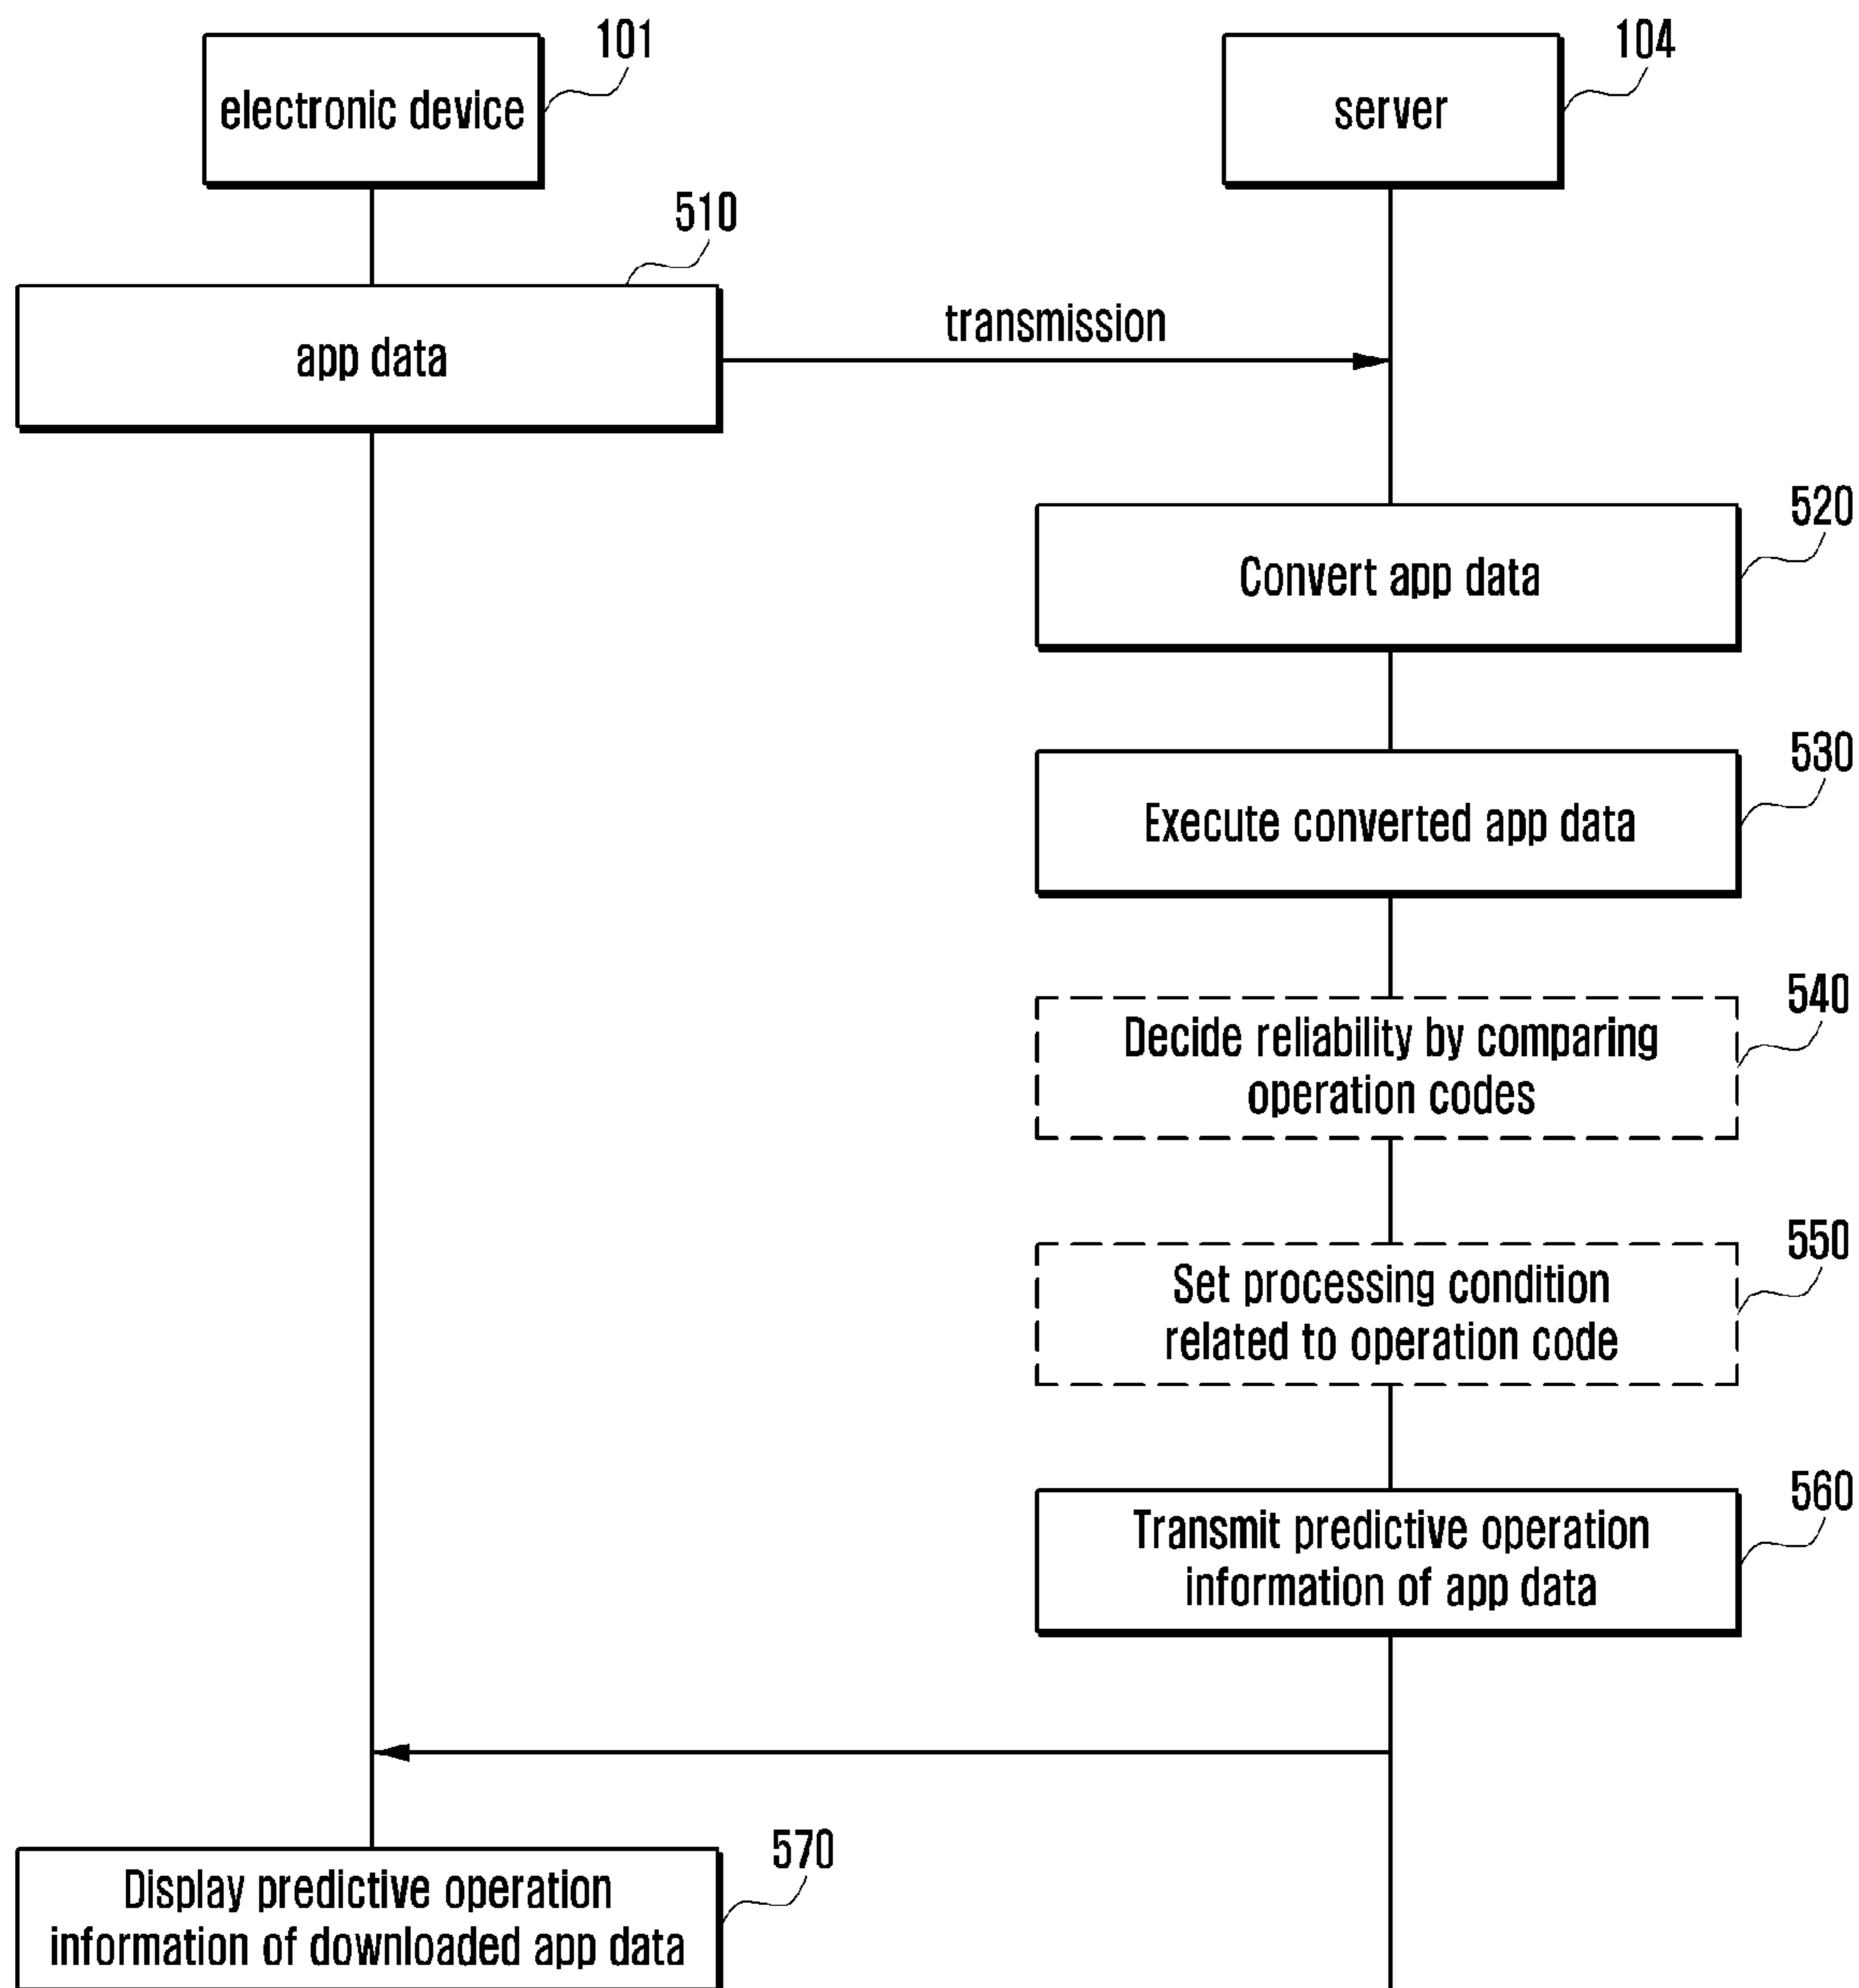 101
104
electronic device
server
510
app data
transmission
520
Convert app data
530
Execute converted app data
540
Decide reliability by comparing
operation codes
550
Set processing condition
related to operation code
560
Transmit predictive operation
information of app data
570
Display predictive operation
information of downloaded app data